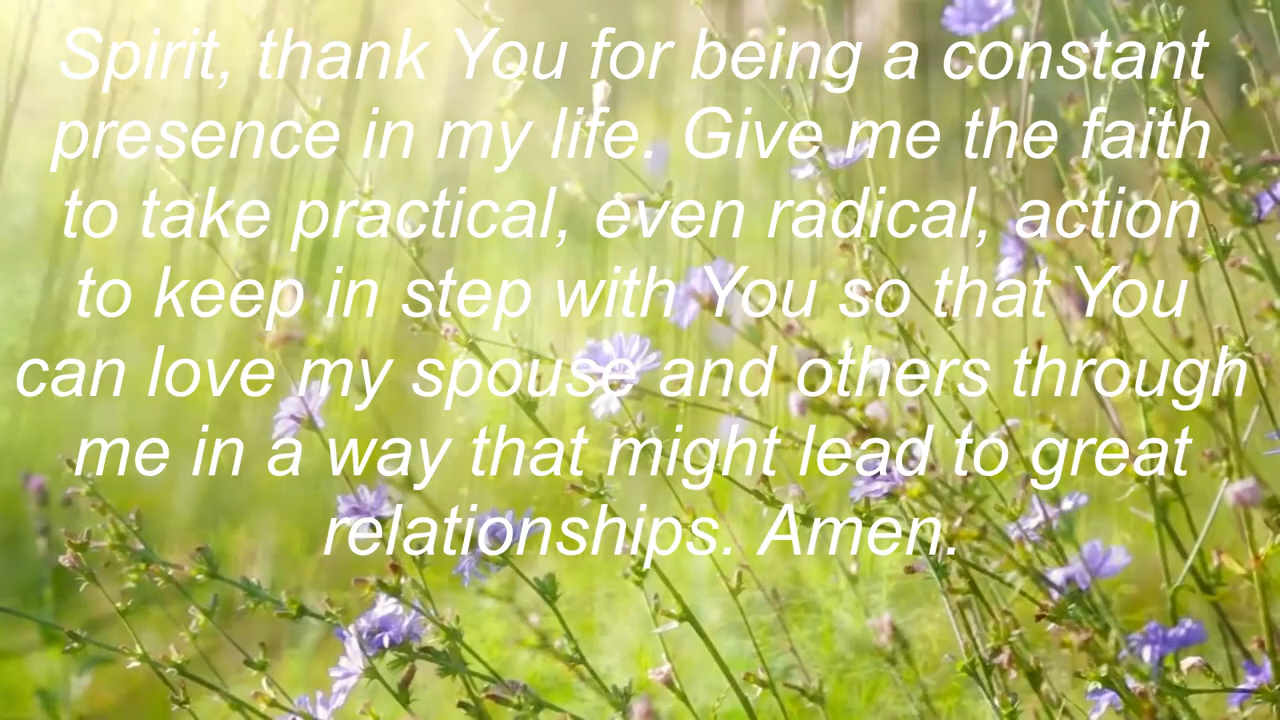 Spirit, thank You for being a constant
presence in my life. Give me the faith
to take practical, even radical, action
to keep in step with You so that You
can love my spouse and others through
me in a way that might lead to great
relationships. Amen.